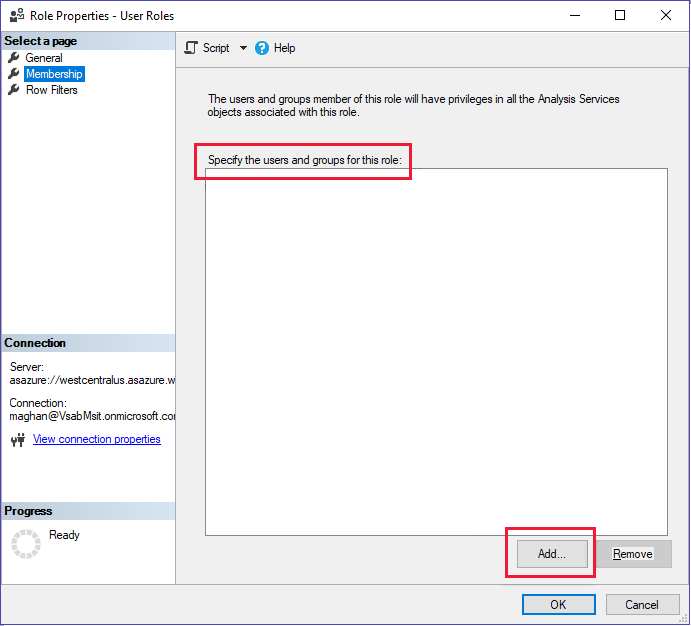 Role Properties - User Roles
Select a page
General
Membership
Row Filters
Script
Help
The users and groups member of this role will have privileges in all the Analysis Services
objects associated with this role.
Specify the users and groups for this role:
Add...
Remove
Connection
Server:
asazure://westcentralus.asazure.w
Connection:
maghan@VsabMsit.onmicrosoft.co
View connection properties
Progress
Ready
OK
Cancel